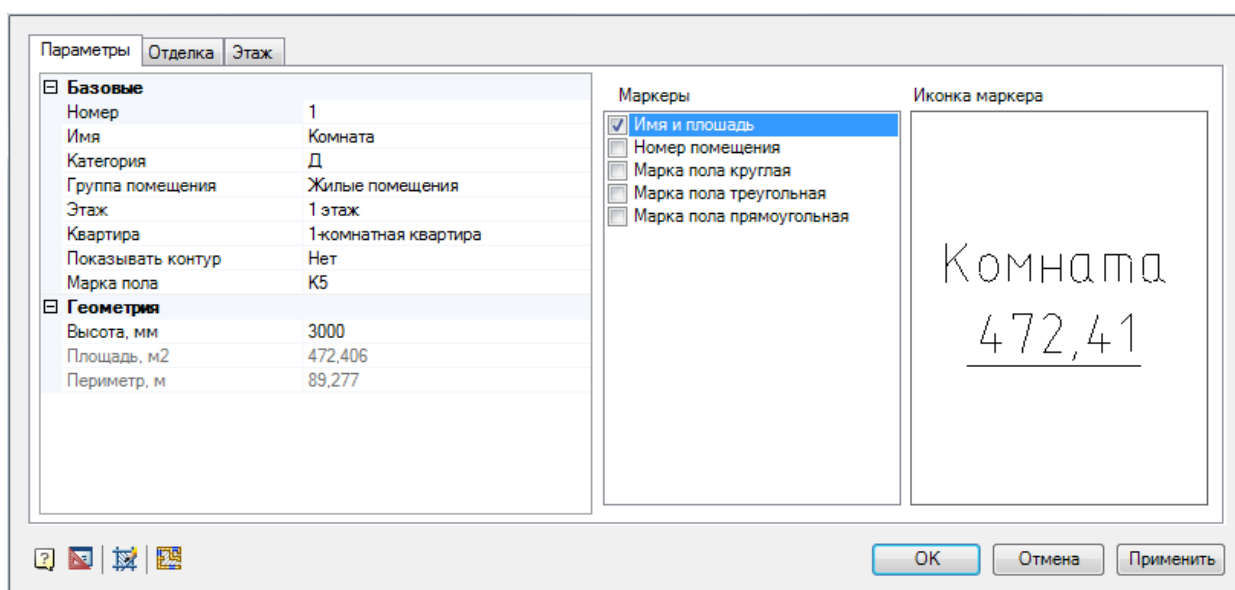 Параметры Отделка Этаж
Базовые
Номер 1
Имя Комната
Категория Д
Группа помещения Жилые помещения
Этаж 1 этаж
Квартира 1-комнатная квартира
Показывать контур Нет
Марка пола К5
Геометрия
Высота, мм 3000
Площадь, м2 472,406
Периметр, м 89,277
Маркеры
Имя и плошадь
Номер помещения
Марка пола круглая
Марка пола треугольная
Марка пола прямоугольная
Иконка маркера
Комната
472,41
ОК Отмена Применить